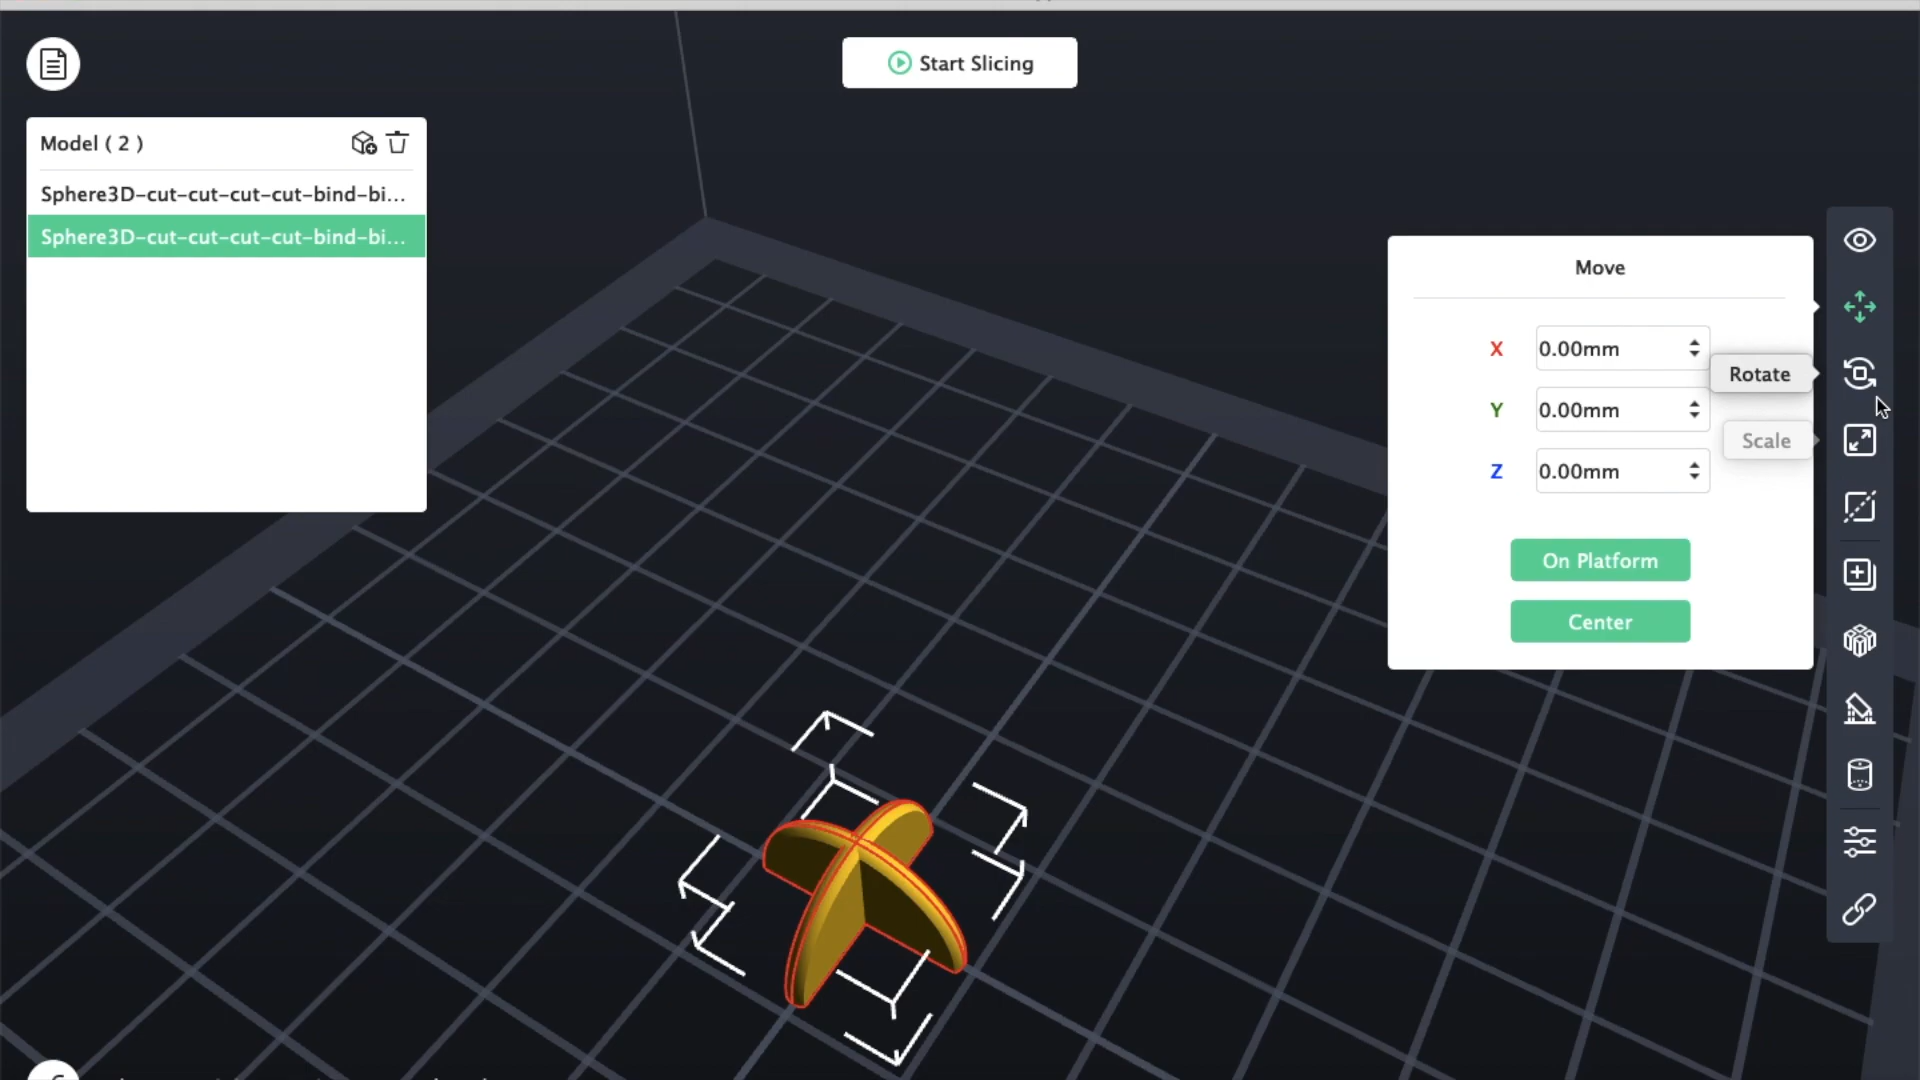 Start Slicing
Model ( 2 )
Sphere3D-cut-cut-cut-cut-bind-bi...
Sphere3D-cut-cut-cut-cut-bind-bi...
Move
X 0.00mm
Rotate
Y 0.00mm
Scale
Z 0.00mm
On Platform
Center